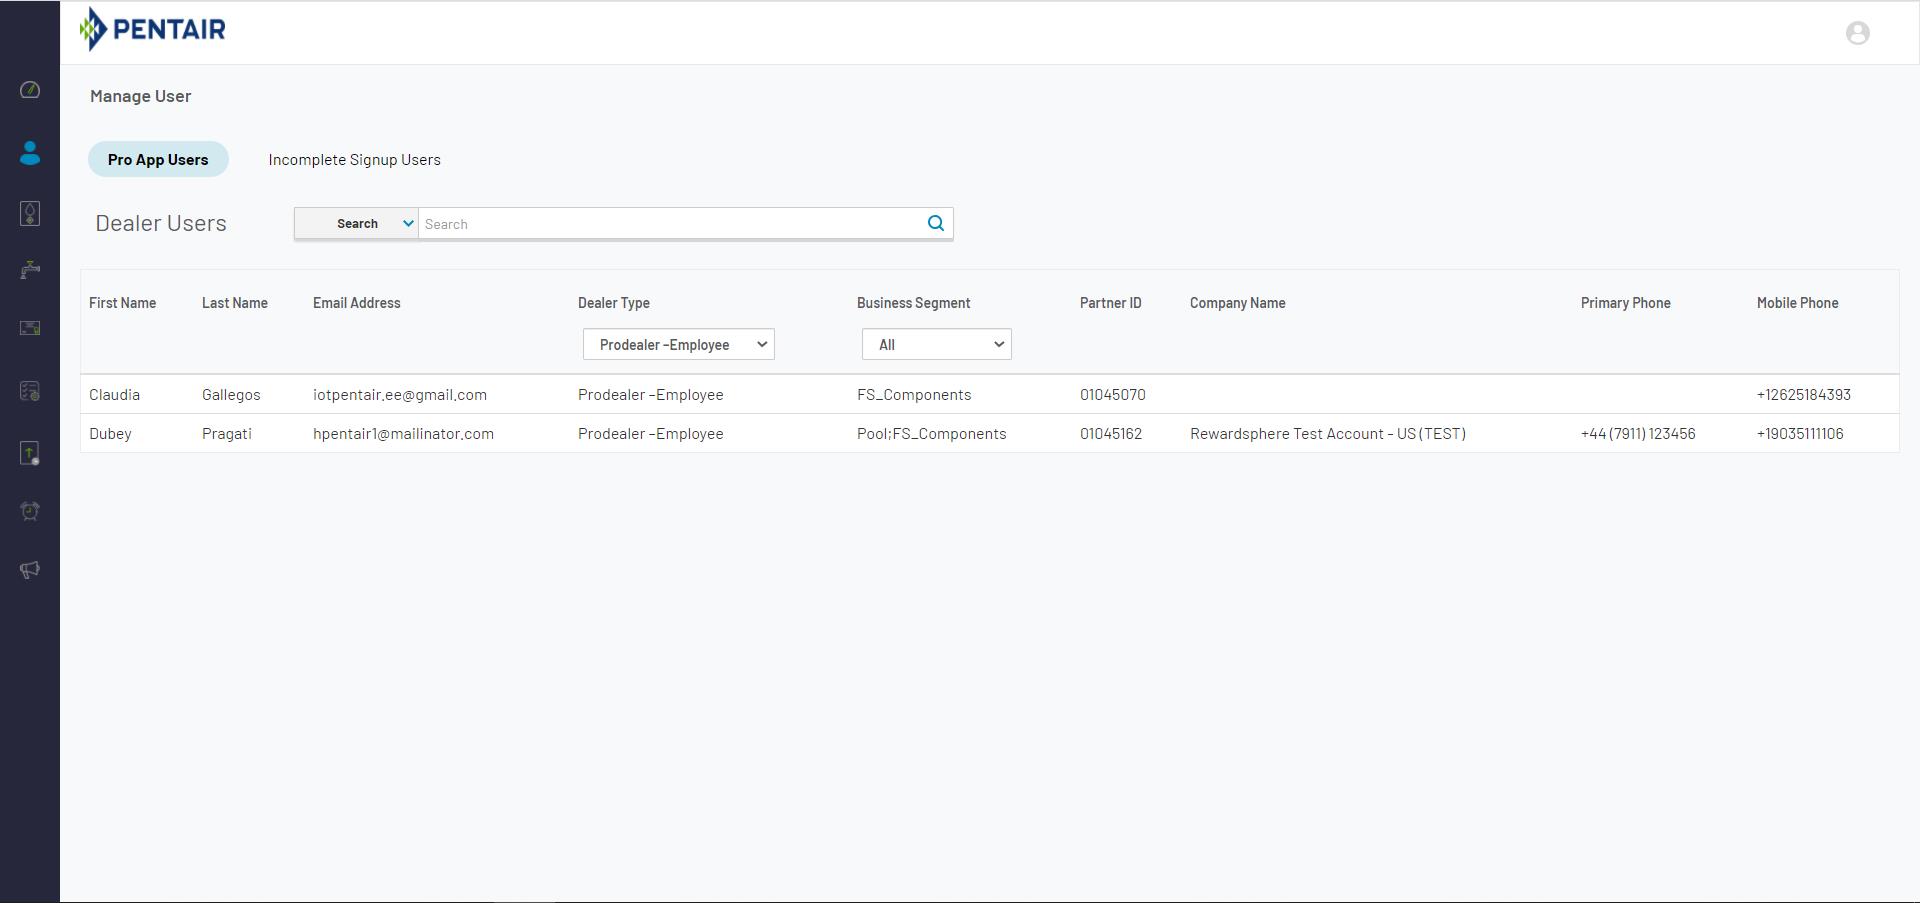 PENTAIR
Manage User
Pro App Users Incomplete Signup Users
Dealer Users Search Search
First Name Last Name Email Address Dealer Type Business Segment Partner ID Company Name Primary Phone Mobile Phone
Prodealer -Employee All
Claudia Gallegos iotpentair.ee@gmail.com Prodealer -Employee FS_Components 01045070 +12625184393
Dubey Pragati hpentair1@mailinator.com Prodealer -Employee Pool;FS_Components 01045162 Rewardsphere Test Account - US (TEST) +44 (7911) 123456 +19035111106